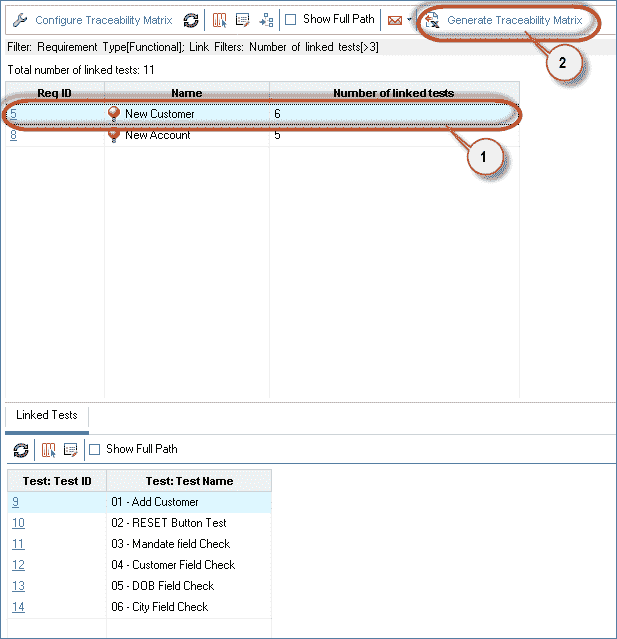 Configure Traceability Matrix Show Full Path Generate Traceability Matrix
Filter: Requirement Type[Functional]; Link Filters: Number of linked tests[>3]
2
Total number of linked tests: 11
Req ID Name Number of linked tests
5 New Customer 6
8 New Account 5
1
Linked Tests
Show Full Path
Test: Test ID Test: Test Name
9 01 - Add Customer
10 02 - RESET Button Test
11 03 - Mandate field Check
12 04 - Customer Field Check
13 05 - DOB Field Check
14 06 - City Field Check